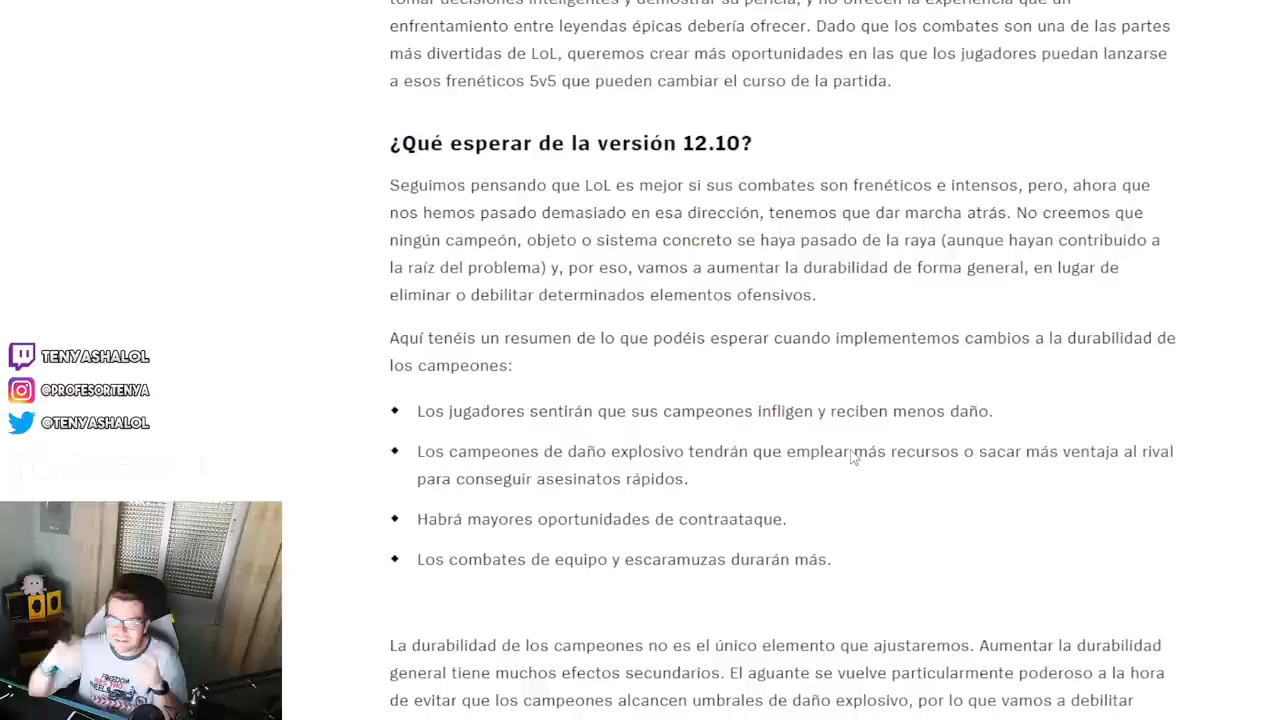 tomar decisiones inteligentes y demostrar su pericia, y no ofrecen la experiencia que un
enfrentamiento entre leyendas épicas debería ofrecer. Dado que los combates son una de las partes
más divertidas de LoL, queremos crear más oportunidades en las que los jugadores puedan lanzarse
a esos frenéticos 5v5 que pueden cambiar el curso de la partida.
¿Qué esperar de la versión 12.10?
Seguimos pensando que LoL es mejor si sus combates son frenéticos e intensos, pero, ahora que
nos hemos pasado demasiado en esa dirección, tenemos que dar marcha atrás. No creemos que
ningún campeón, objeto o sistema concreto se haya pasado de la raya (aunque hayan contribuido a
la raíz del problema) y, por eso, vamos a aumentar la durabilidad de forma general, en lugar de
eliminar o debilitar determinados elementos ofensivos.
Aquí tenéis un resumen de lo que podéis esperar cuando implementemos cambios a la durabilidad de
los campeones:
Los jugadores sentirán que sus campeones infligen y reciben menos daño.
Los campeones de daño explosivo tendrán que emplear más recursos o sacar más ventaja al rival
para conseguir asesinatos rápidos.
Habrá mayores oportunidades de contraataque.
Los combates de equipo y escaramuzas durarán más.
La durabilidad de los campeones no es el único elemento que ajustaremos. Aumentar la durabilidad
general tiene muchos efectos secundarios. El aguante se vuelve particularmente poderoso a la hora
de evitar que los campeones alcancen umbrales de daño explosivo, por lo que vamos a debilitar
TENYASHALOL
@PROFESORTENYA
@TENYASHALOL